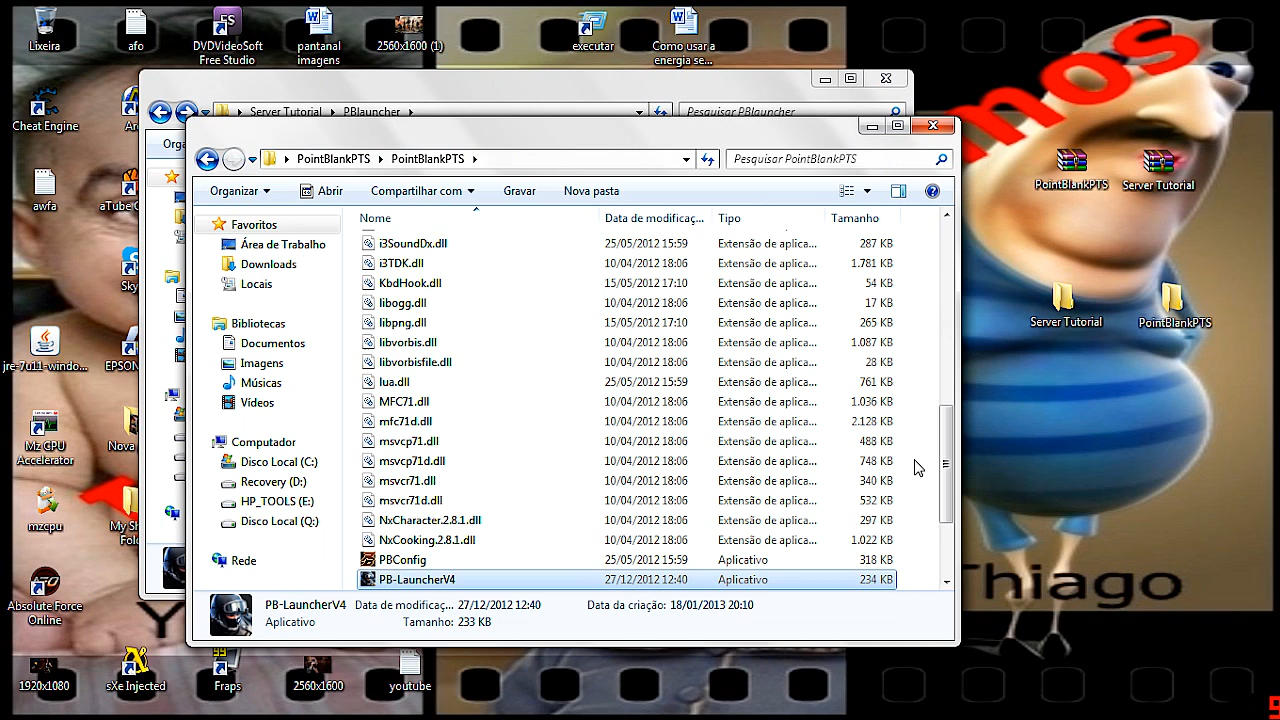 Lixeira
afo
DVDVideoSoft
Free Studio
pantanal
imagens
2560x1600 (1)
executar
Como usar a
energia se...
mos
Cheat Engine
awfa
aTube C
jre-7u11-windo...
EPSON
Mz CPU
Accelerator
Nova
mzcpu
My Sh
Fold
Absolute Force
Online
1920x1080
sXe Injected
Fraps
2560x1600
youtube
PointBlankPTS
Server Tutorial
Server Tutorial
PointBlankPTS
Thiago
Server Tutorial
PBlauncher
Pesquisar PBlauncher
Orga
PointBlankPTS
PointBlankPTS
Pesquisar PointBlankPTS
Organizar
Abrir
Compartilhar com
Gravar
Nova pasta
Favoritos
Área de Trabalho
Downloads
Locais
Bibliotecas
Documentos
Imagens
Músicas
Vídeos
Computador
Disco Local (C:)
Recovery (D:)
HP_TOOLS (E:)
Disco Local (Q:)
Rede
Nome Data de modificaç... Tipo Tamanho
i3SoundDx.dll 25/05/2012 15:59 Extensão de aplica... 287 KB
i3TDK.dll 10/04/2012 18:06 Extensão de aplica... 1.781 KB
KbdHook.dll 15/05/2012 17:10 Extensão de aplica... 54 KB
libogg.dll 10/04/2012 18:06 Extensão de aplica... 17 KB
libpng.dll 15/05/2012 17:10 Extensão de aplica... 265 KB
libvorbis.dll 10/04/2012 18:06 Extensão de aplica... 1.087 KB
libvorbisfile.dll 10/04/2012 18:06 Extensão de aplica... 28 KB
lua.dll 25/05/2012 15:59 Extensão de aplica... 761 KB
MFC71.dll 10/04/2012 18:06 Extensão de aplica... 1.036 KB
mfc71d.dll 10/04/2012 18:06 Extensão de aplica... 2.128 KB
msvcp71.dll 10/04/2012 18:06 Extensão de aplica... 488 KB
msvcp71d.dll 10/04/2012 18:06 Extensão de aplica... 748 KB
msvcr71.dll 10/04/2012 18:06 Extensão de aplica... 340 KB
msvcr71d.dll 10/04/2012 18:06 Extensão de aplica... 532 KB
NxCharacter.2.8.1.dll 10/04/2012 18:06 Extensão de aplica... 297 KB
NxCooking.2.8.1.dll 10/04/2012 18:06 Extensão de aplica... 1.022 KB
PBConfig 25/05/2012 15:59 Aplicativo 318 KB
PB-LauncherV4 27/12/2012 12:40 Aplicativo 234 KB
PB-LauncherV4 Data de modificaç... 27/12/2012 12:40 Data da criação: 18/01/2013 20:10
Aplicativo Tamanho: 233 KB